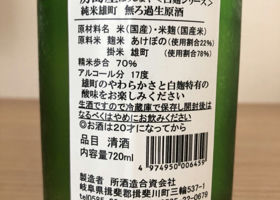 純米雄町 無ろ過生原酒
原材料名 米(国産)・米麹(国産米)
原料米 麹米 あけぼの(使用割合22%)
掛米 雄町 (使用割合78%)
精米歩合 70%
アルコール分 17度
雄町のやわらかさと白麹特有の
酸味をお楽しみください
生酒ですので冷蔵庫で保存し開封後は
なるべくはやめにお飲みください
◎お酒は20才になってから
品目 清酒
内容量720ml
4974950006459
製造者 所酒造合資会社
岐阜県揖斐郡揖斐川町三輪537-1